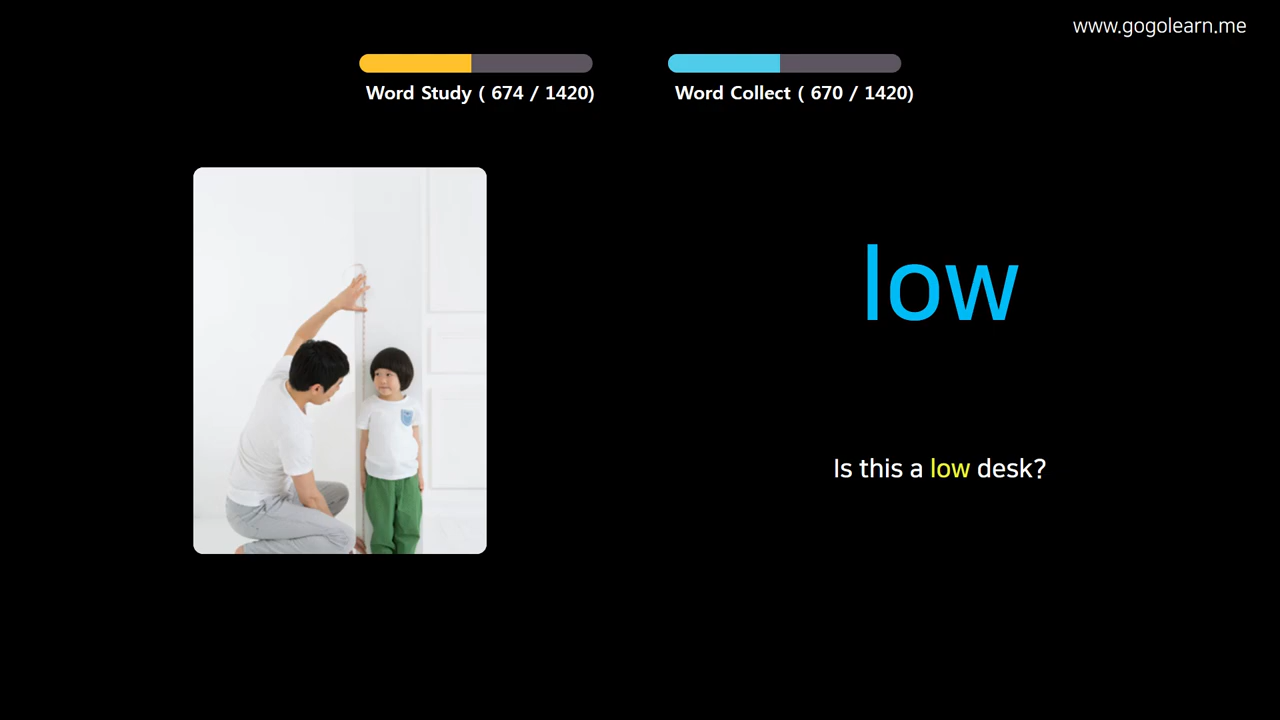 www.gogolearn.me
Word Study ( 674 / 1420)
Word Collect ( 670 / 1420)
low
Is this a low desk?